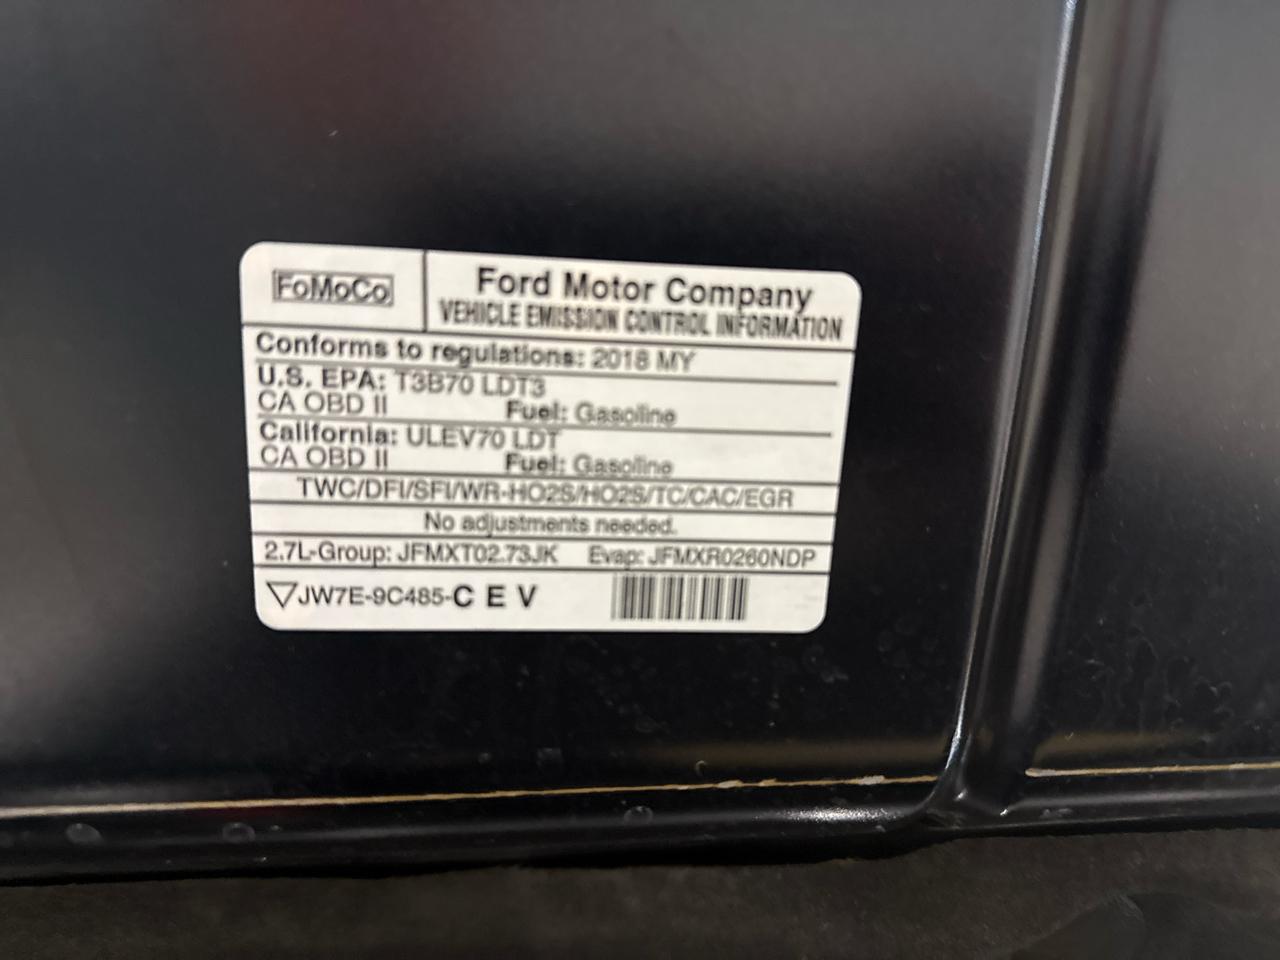 FoMoCo
Ford Motor Company
VEHICLE EMISSION CONTROL INFORMATION
Conforms to regulations: 2018 MY
U.S. EPA: T3B70 LDT3
CA OBD II Fuel: Gasoline
California: ULEV70 LDT
CA OBD II Fuel: Gasoline
TWC/DFI/SFI/WR-HO2S/HO2S/TC/CAC/EGR
No adjustments needed.
2.7L-Group: JFMXT02.73JK Evap: JFMXR0260NDP
JW7E-9C485-C E V